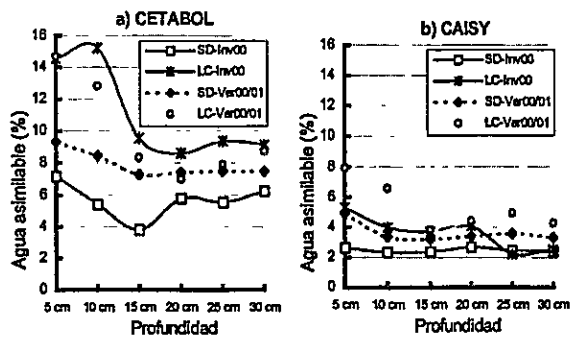 a) CETABOL
Agua asimilable (%)
16
14
12
10
8
6
4
2
0
SD-Inv00
LC-Inv00
SD-Ver00/01
LC-Ver00/01
5 cm 10 cm 15 cm 20 cm 25 cm 30 cm
Profundidad
b) CAISY
Agua asimilable (%)
16
14
12
10
8
6
4
2
0
SD-Inv00
LC-Inv00
SD-Ver00/01
LC-Ver00/01
5 cm 10 cm 15 cm 20 cm 25 cm 30 cm
Profundidad